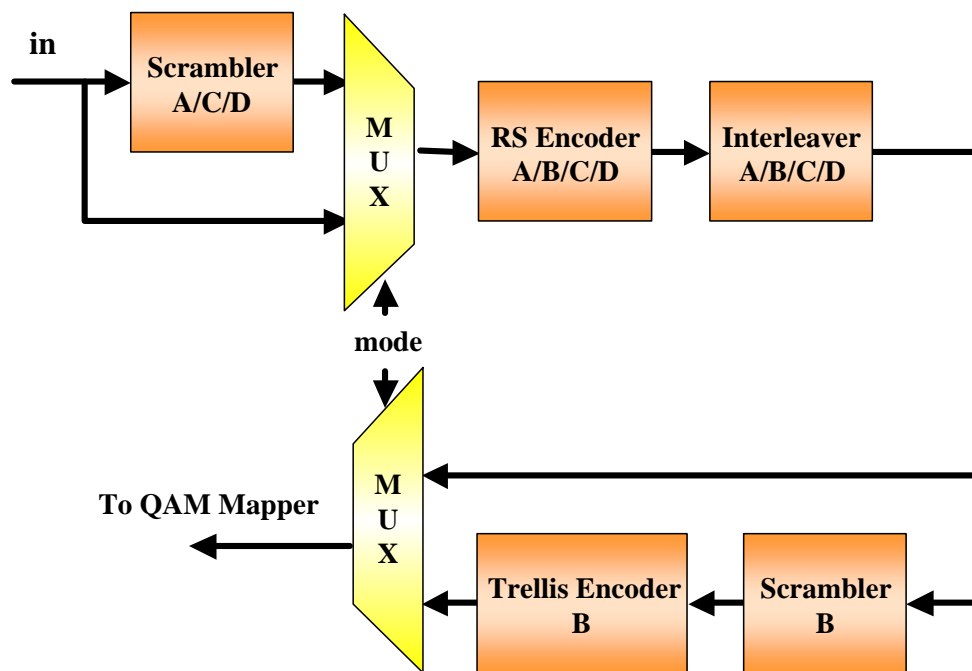 in
Scrambler
A/C/D
M
U
X
RS Encoder
A/B/C/D
Interleaver
A/B/C/D
mode
M
U
X
To QAM Mapper
Trellis Encoder
B
Scrambler
B